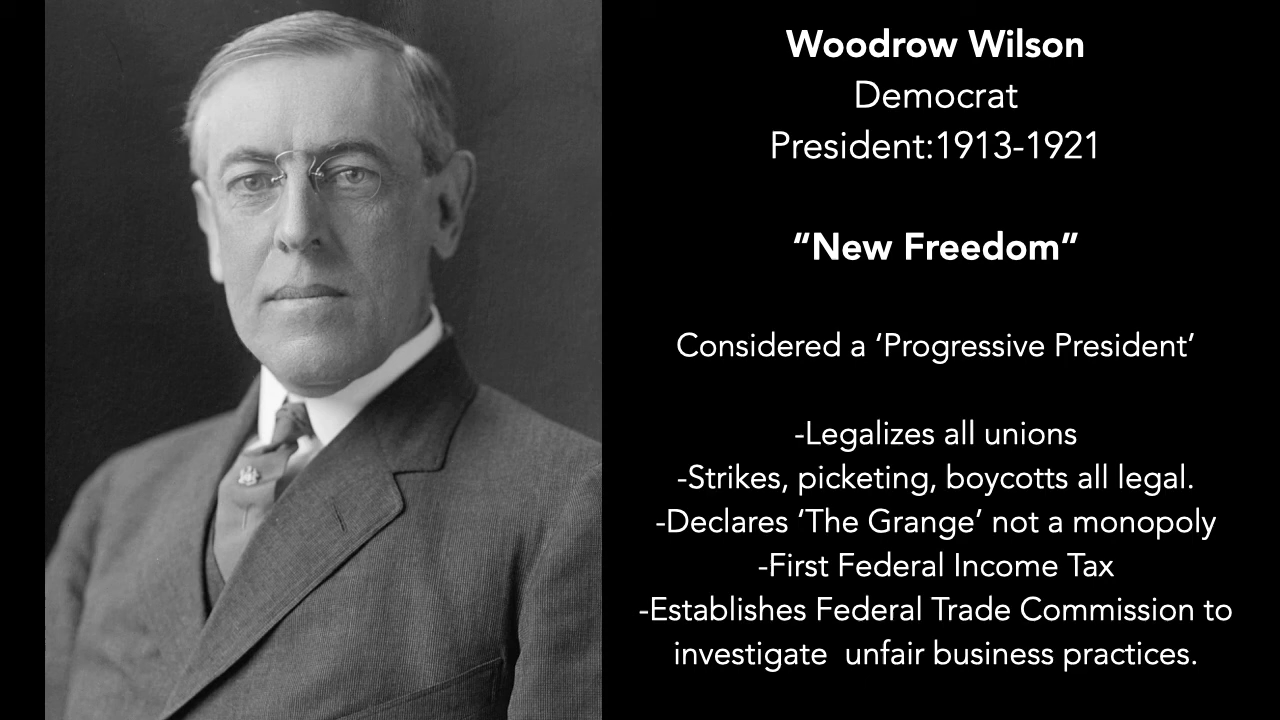 Woodrow Wilson
Democrat
President:1913-1921
“New Freedom”
Considered a ‘Progressive President’
-Legalizes all unions
-Strikes, picketing, boycotts all legal.
-Declares ‘The Grange’ not a monopoly
-First Federal Income Tax
-Establishes Federal Trade Commission to
investigate  unfair business practices.